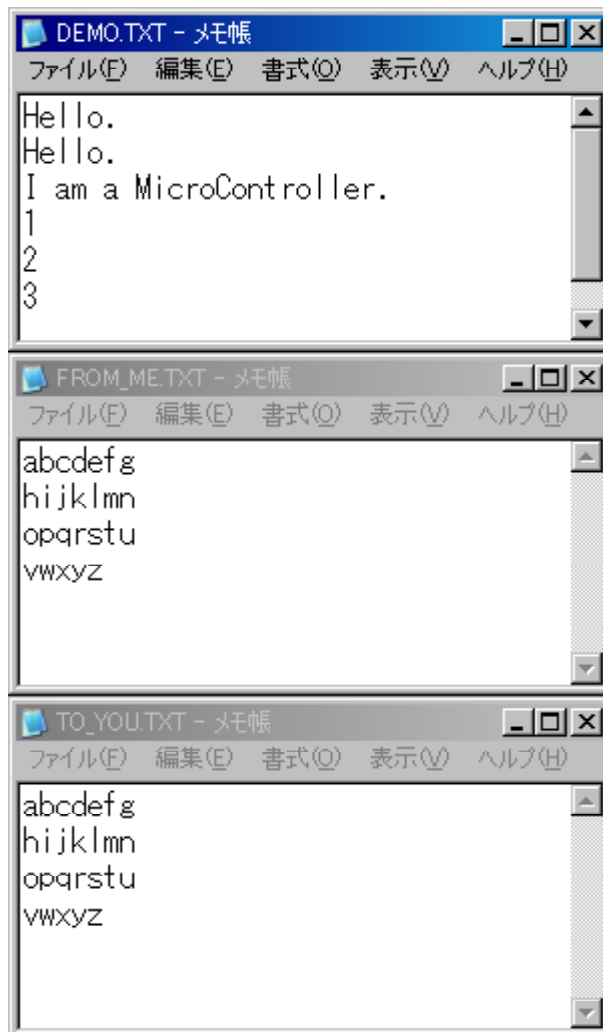 DEMO.TXT - メモ帳
ファイル(F) 編集(E) 書式(O) 表示(V) ヘルプ(H)
Hello.
Hello.
I am a MicroController.
1
2
3
FROM_ME.TXT - メモ帳
ファイル(F) 編集(E) 書式(O) 表示(V) ヘルプ(H)
abcdefg
hijklmn
opqrstu
vwxyz
TO_YOU.TXT - メモ帳
ファイル(F) 編集(E) 書式(O) 表示(V) ヘルプ(H)
abcdefg
hijklmn
opqrstu
vwxyz